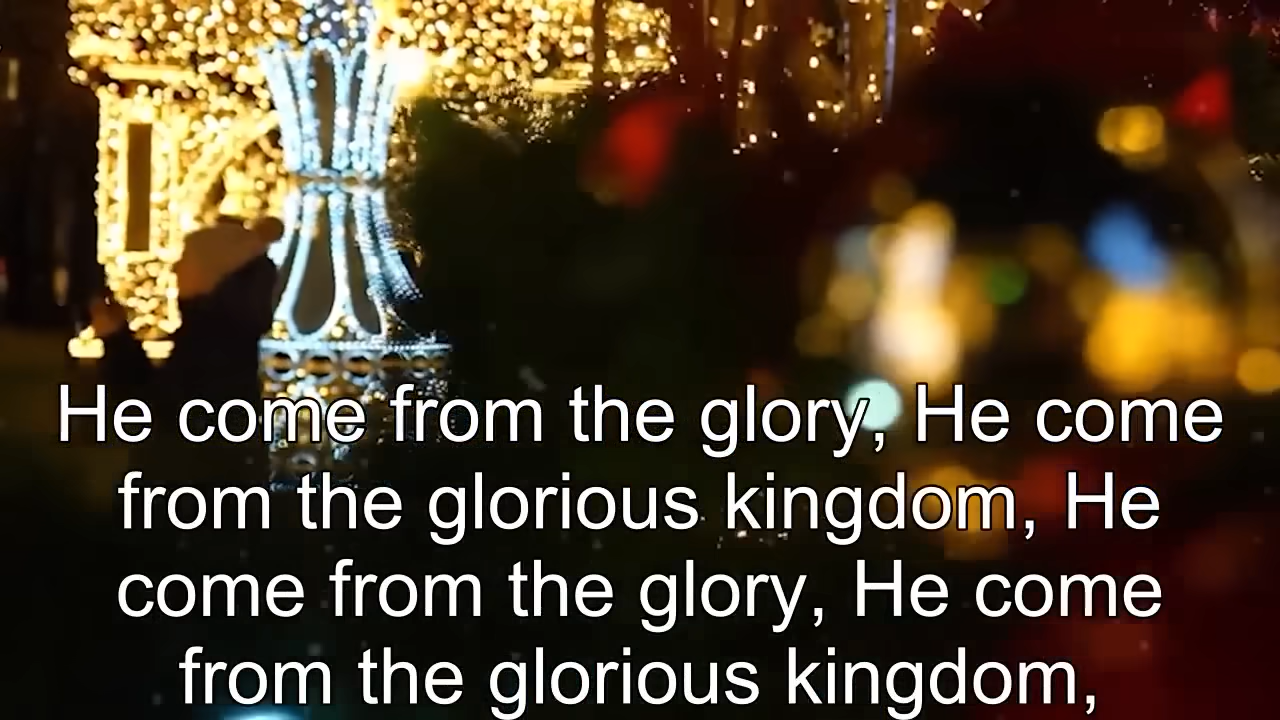 He come from the glory, He come
from the glorious kingdom, He
come from the glory, He come
from the glorious kingdom,